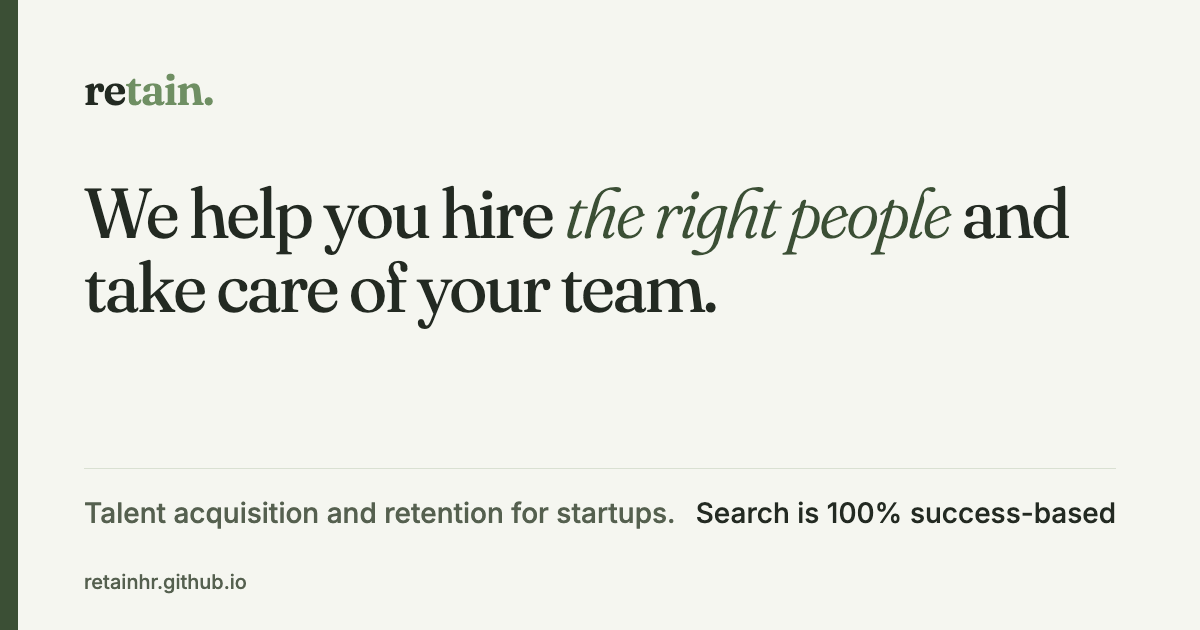 retain.
We help you hire the right people and
take care of your team.
Talent acquisition and retention for startups. Search is 100% success-based
retainhr.github.io